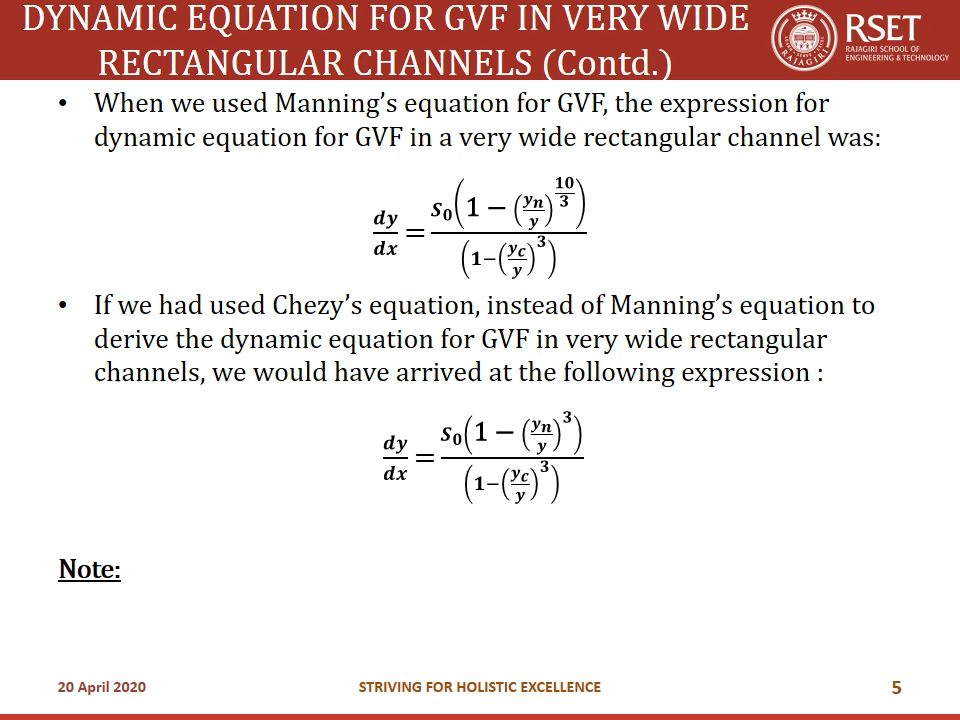 DYNAMIC EQUATION FOR GVF IN VERY WIDE
RECTANGULAR CHANNELS (Contd.)
RSET
RAJAGIRI SCHOOL OF
ENGINEERING & TECHNOLOGY
RAJAGIRI
• When we used Manning’s equation for GVF, the expression for
dynamic equation for GVF in a very wide rectangular channel was:
dy/dx = s₀(1 − (yₙ/y)^(10/3)) / (1−(y_c/y)^3)
• If we had used Chezy’s equation, instead of Manning’s equation to
derive the dynamic equation for GVF in very wide rectangular
channels, we would have arrived at the following expression :
dy/dx = s₀(1 − (yₙ/y)^3) / (1−(y_c/y)^3)
Note:
20 April 2020
STRIVING FOR HOLISTIC EXCELLENCE
5